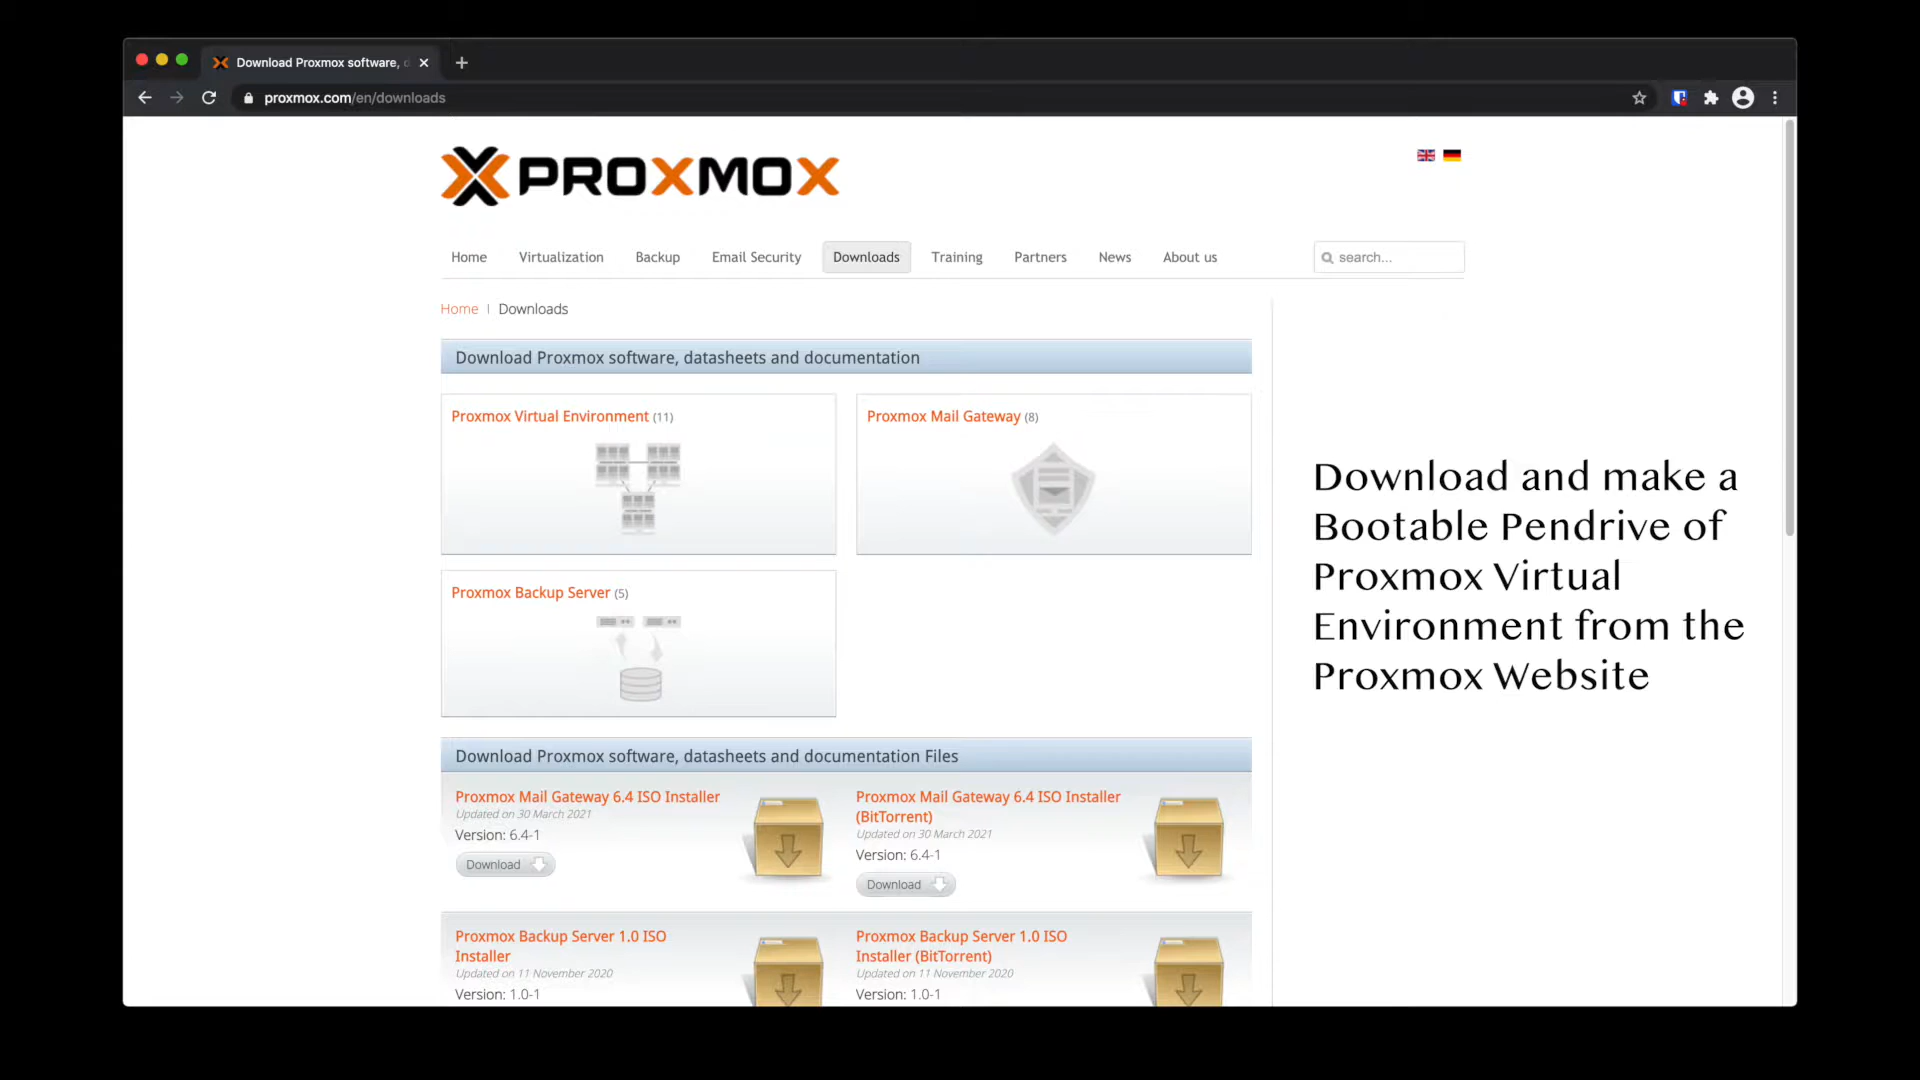 Download Proxmox software, d
proxmox.com/en/downloads
PROXMOX
Home Virtualization Backup Email Security Downloads Training Partners News About us search...
Home | Downloads
Download Proxmox software, datasheets and documentation
Proxmox Virtual Environment (11)
Proxmox Mail Gateway (8)
Proxmox Backup Server (5)
Download and make a
Bootable Pendrive of
Proxmox Virtual
Environment from the
Proxmox Website
Download Proxmox software, datasheets and documentation Files
Proxmox Mail Gateway 6.4 ISO Installer
Updated on 30 March 2021
Version: 6.4-1
Download
Proxmox Mail Gateway 6.4 ISO Installer
(BitTorrent)
Updated on 30 March 2021
Version: 6.4-1
Download
Proxmox Backup Server 1.0 ISO
Installer
Updated on 11 November 2020
Version: 1.0-1
Proxmox Backup Server 1.0 ISO
Installer (BitTorrent)
Updated on 11 November 2020
Version: 1.0-1